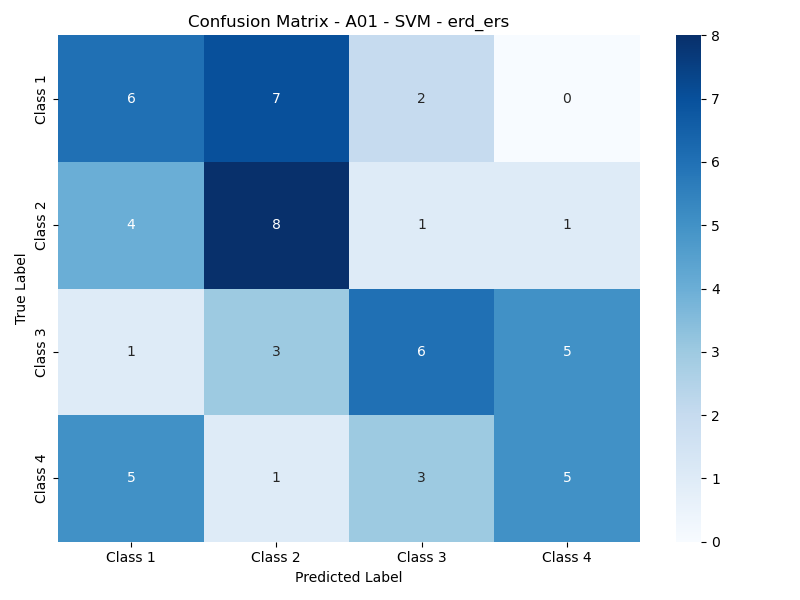 Confusion Matrix - A01 - SVM - erd_ers
True Label
Class 1
6 7 2 0
Class 2
4 8 1 1
Class 3
1 3 6 5
Class 4
5 1 3 5
Class 1 Class 2 Class 3 Class 4
Predicted Label
8
7
6
5
4
3
2
1
0